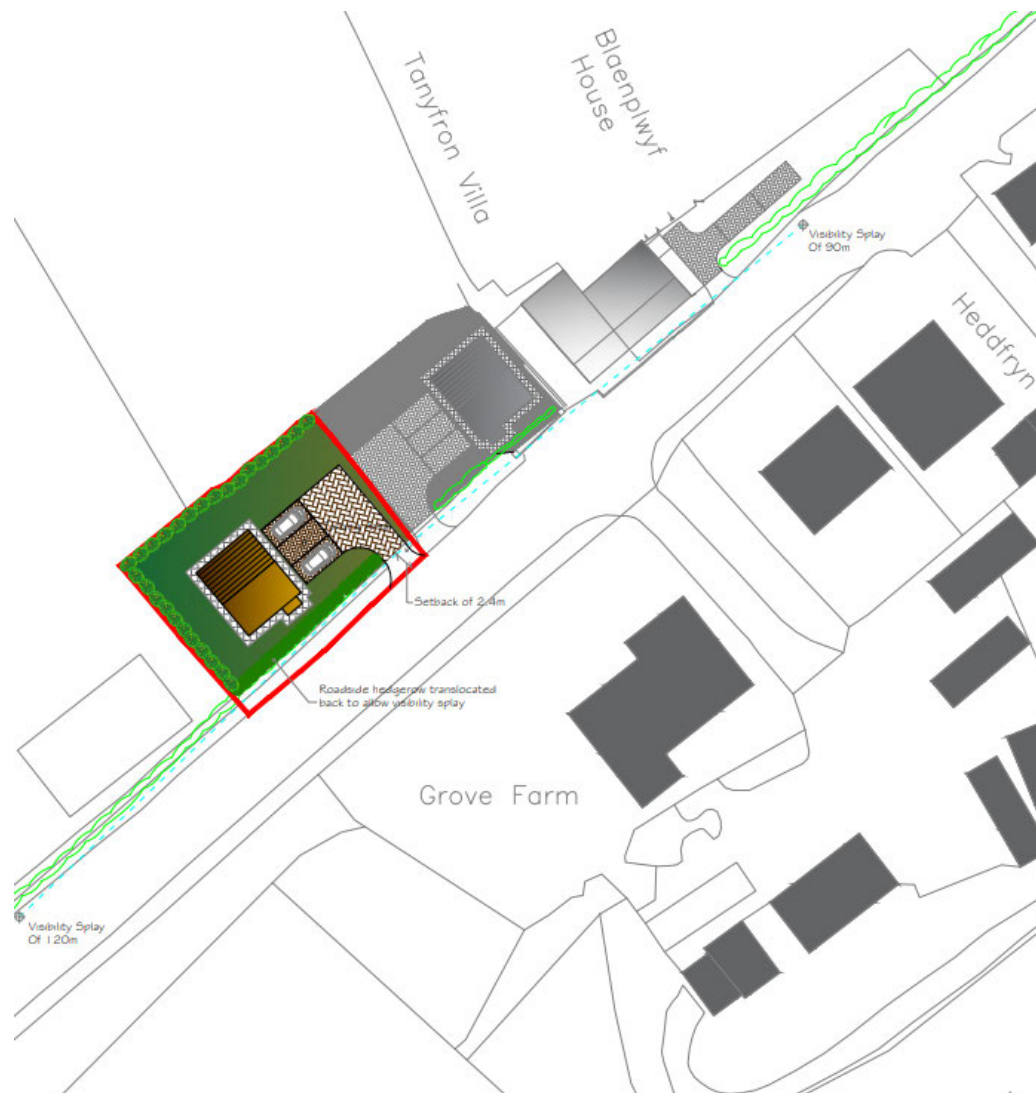 Tanyfron Villa
Blaenplwyf
House
Visibility Splay
Of 90m
Heddfryn
Setback of 2.4m
Roadside hedgerow translocated
back to allow visibility splay
Grove Farm
Visibility Splay
Of 120m